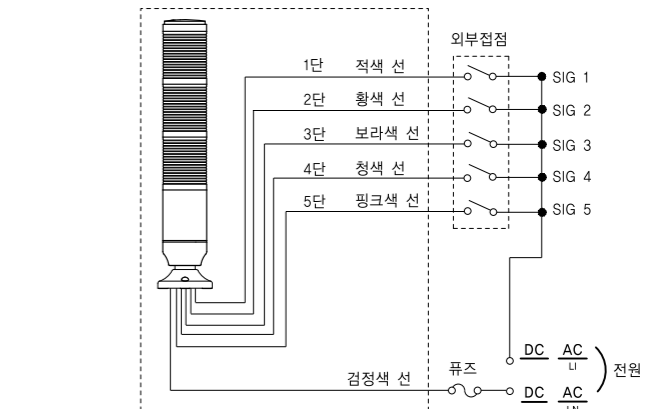 외부접점
1단 적색 선 SIG 1
2단 황색 선 SIG 2
3단 보라색 선 SIG 3
4단 청색 선 SIG 4
5단 핑크색 선 SIG 5
DC AC
LI
전원
검정색 선 퓨즈
DC AC
LN